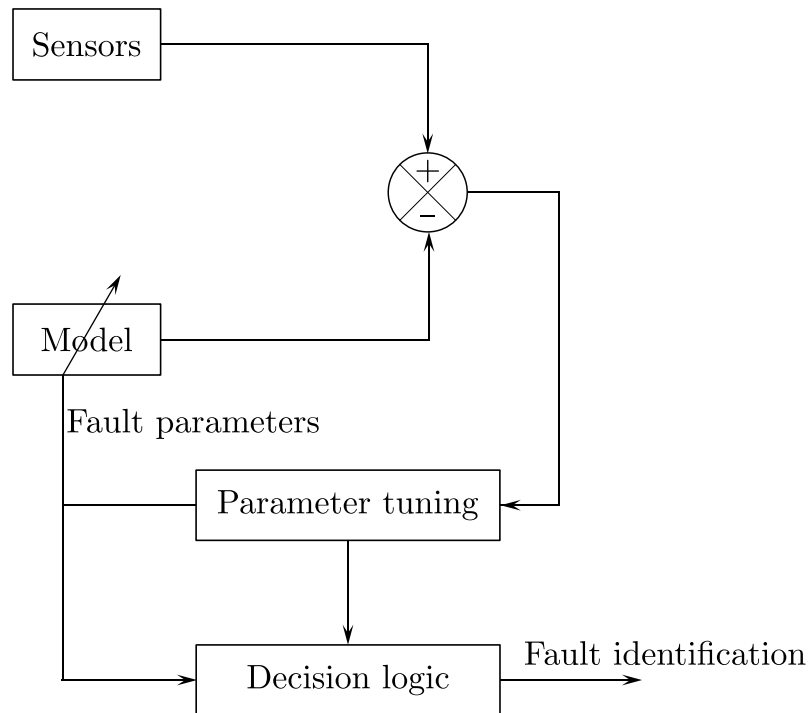 Sensors
+
−
Model
Fault parameters
Parameter tuning
Fault identification
Decision logic